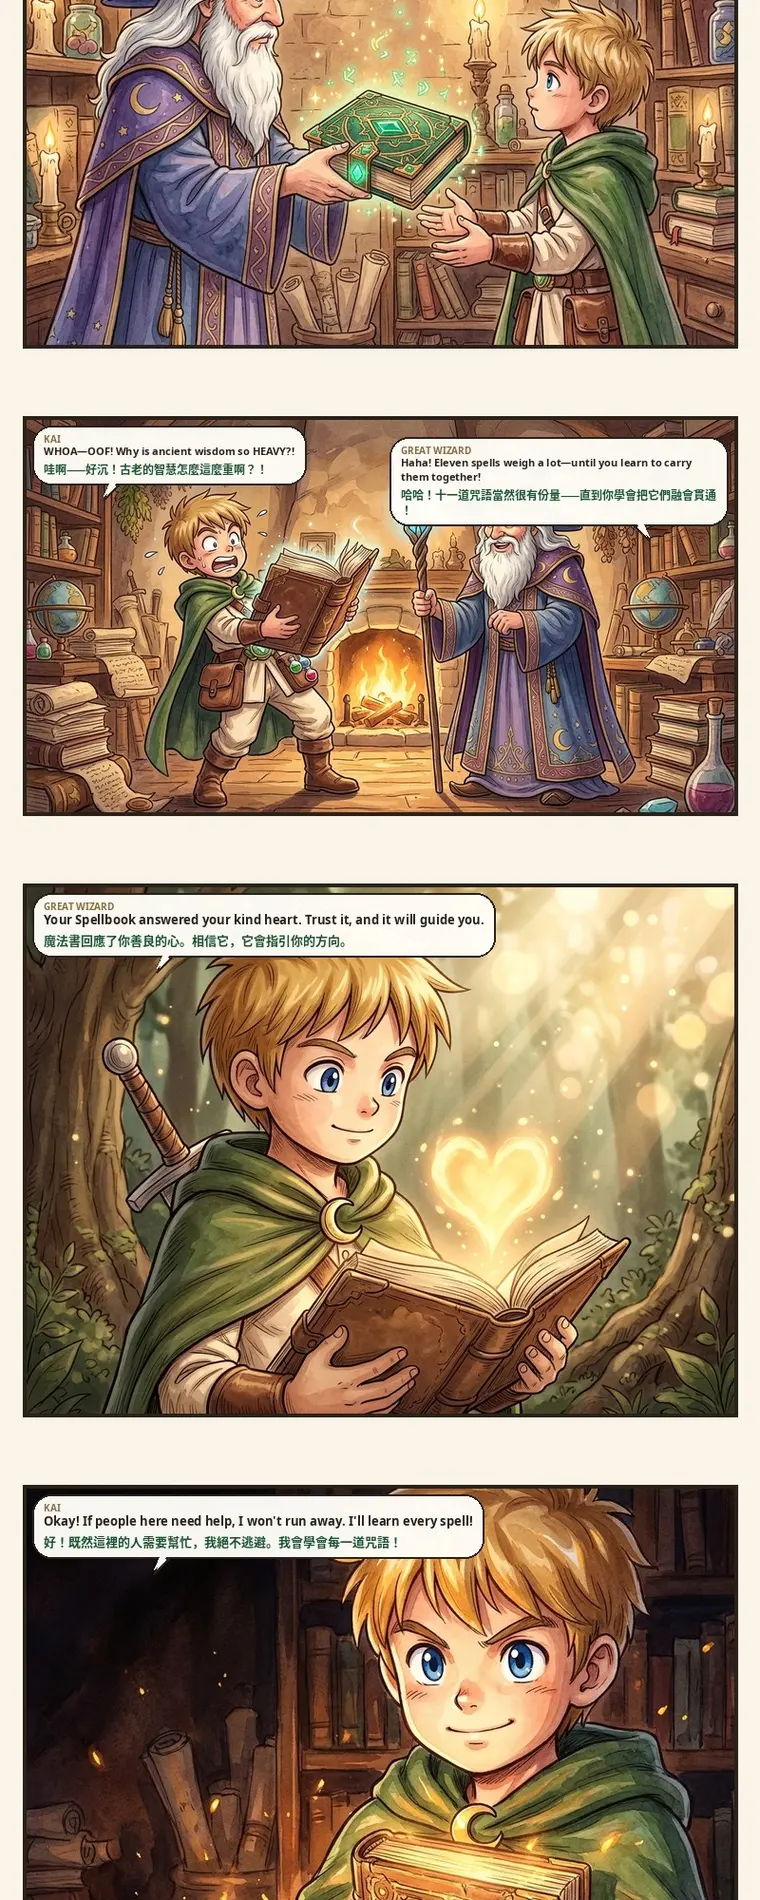 KAI
WHOA—OOF! Why is ancient wisdom so HEAVY?!
哇啊——好沉！古老的智慧怎麼這麼重啊？！
GREAT WIZARD
Haha! Eleven spells weigh a lot—until you learn to carry
them together!
哈哈！十一道咒語當然很有份量——直到你學會把它們融會貫通
！
GREAT WIZARD
Your Spellbook answered your kind heart. Trust it, and it will guide you.
魔法書回應了你善良的心。相信它，它會指引你的方向。
KAI
Okay! If people here need help, I won't run away. I'll learn every spell!
好！既然這裡的人需要幫忙，我絕不逃避。我會學會每一道咒語！